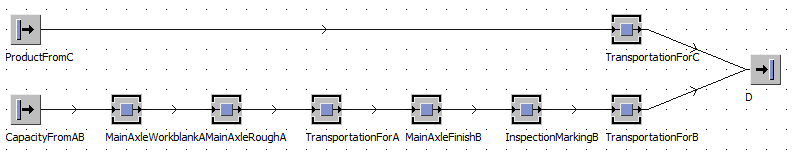 ProductFromC
TransportationForC
D
CapacityFromAB
MainAxleWorkblankA
MainAxleRoughA
TransportationForA
MainAxleFinishB
InspectionMarkingB
TransportationForB